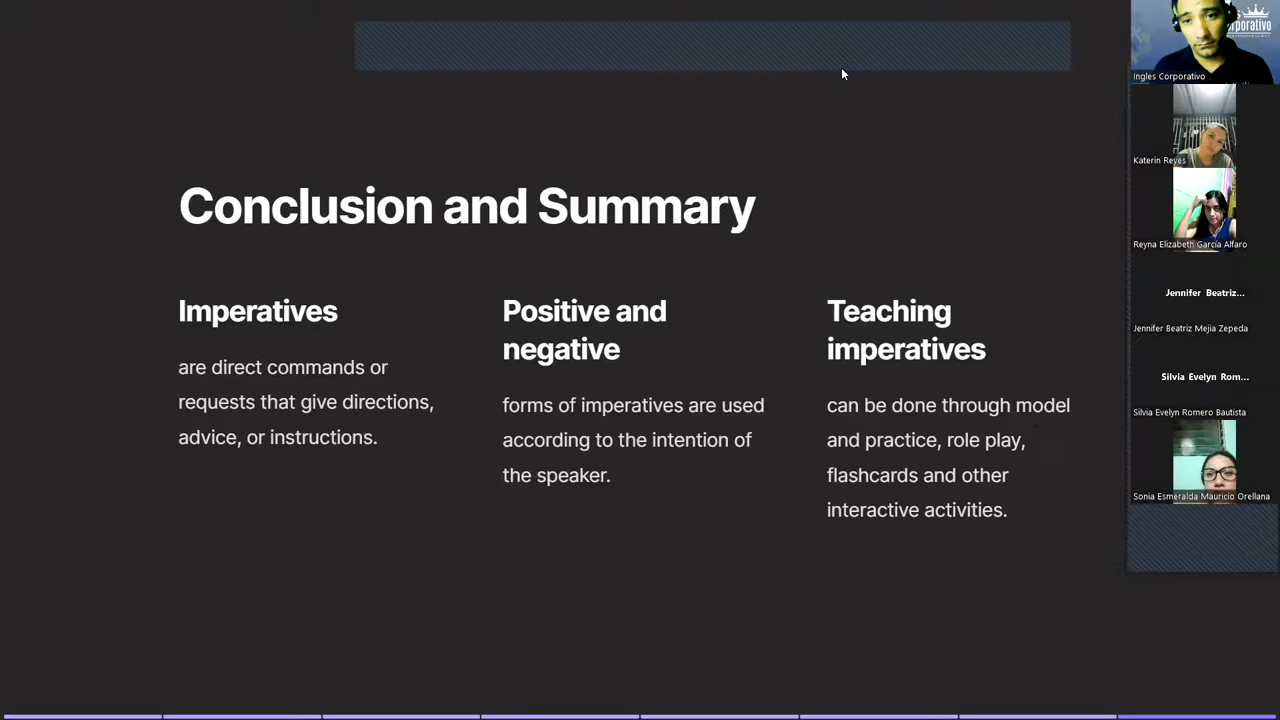 Conclusion and Summary
Imperatives
are direct commands or
requests that give directions,
advice, or instructions.
Positive and
negative
forms of imperatives are used
according to the intention of
the speaker.
Teaching
imperatives
can be done through model
and practice, role play,
flashcards and other
interactive activities.
Ingles Corporativo
Katerin Reyes
Reyna Elizabeth García Alfaro
Jennifer Beatriz...
Jennifer Beatriz Mejia Zepeda
Silvia Evelyn Rom...
Silvia Evelyn Romero Bautista
Sonia Esmeralda Mauricio Orellana